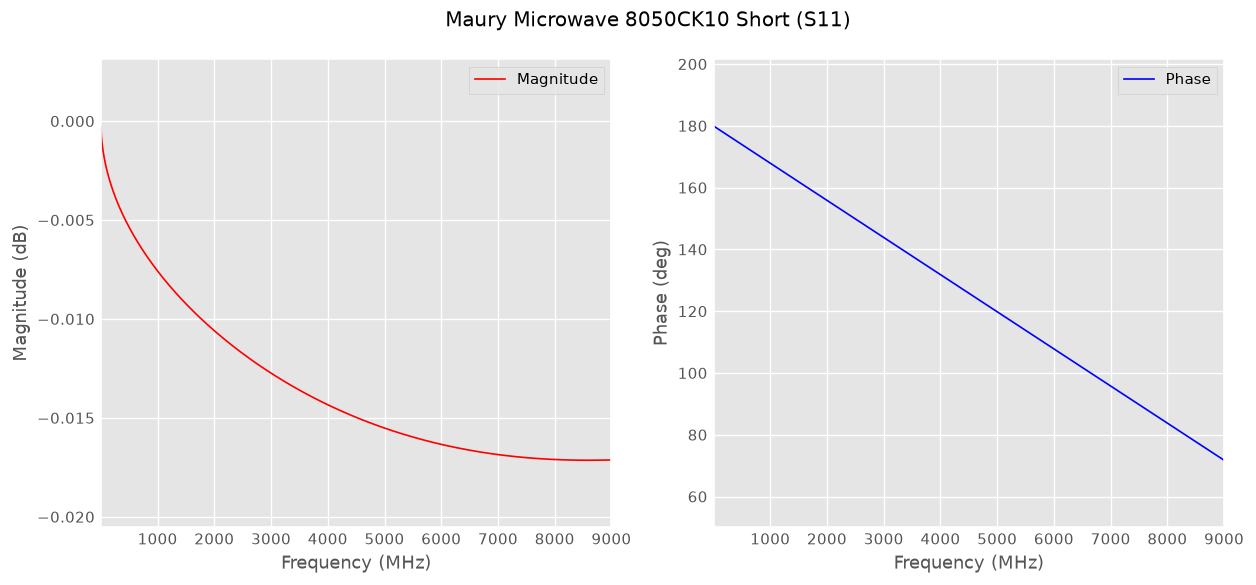 Maury Microwave 8050CK10 Short (S11)
Magnitude
0.000
−0.005
−0.010
−0.015
−0.020
Magnitude (dB)
1000 2000 3000 4000 5000 6000 7000 8000 9000
Frequency (MHz)
Phase
200
180
160
140
120
100
80
60
Phase (deg)
1000 2000 3000 4000 5000 6000 7000 8000 9000
Frequency (MHz)